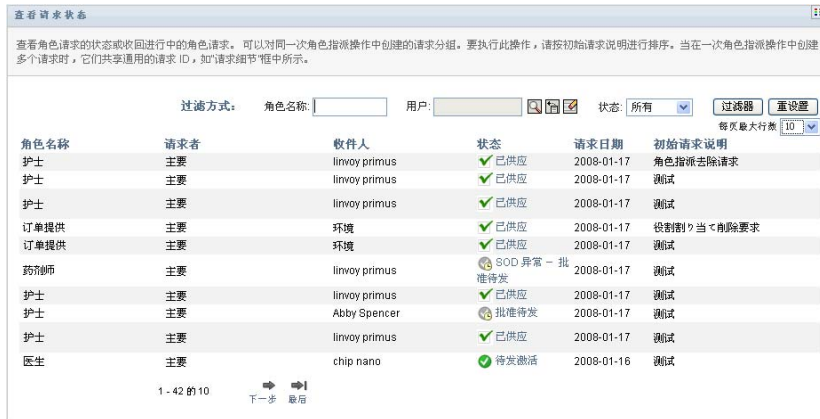 查看请求状态
查看角色请求的状态或收回进行中的角色请求。 可以对同一次角色指派操作中创建的请求分组。要执行此操作，请按初始请求说明进行排序。当在一次角色指派操作中创建
多个请求时，它们共享通用的请求 ID，如"请求细节"框中所示。
过滤方式： 角色名称: 用户: 状态: 所有 过滤器 重设置
每页最大行数 10
角色名称 请求者 收件人 状态 请求日期 初始请求说明
护士 主要 linvoy primus 已供应 2008-01-17 角色指派去除请求
护士 主要 linvoy primus 已供应 2008-01-17 测试
护士 主要 linvoy primus 已供应 2008-01-17 测试
订单提供 主要 环境 已供应 2008-01-17 役割割り当て削除要求
订单提供 主要 环境 已供应 2008-01-17 测试
药剂师 主要 linvoy primus SOD 异常 - 批准待发 2008-01-17 测试
护士 主要 linvoy primus 已供应 2008-01-17 测试
护士 主要 Abby Spencer 批准待发 2008-01-17 测试
护士 主要 linvoy primus 已供应 2008-01-17 测试
医生 主要 chip nano 待发激活 2008-01-16 测试
1 - 42 的 10 下一步 最后